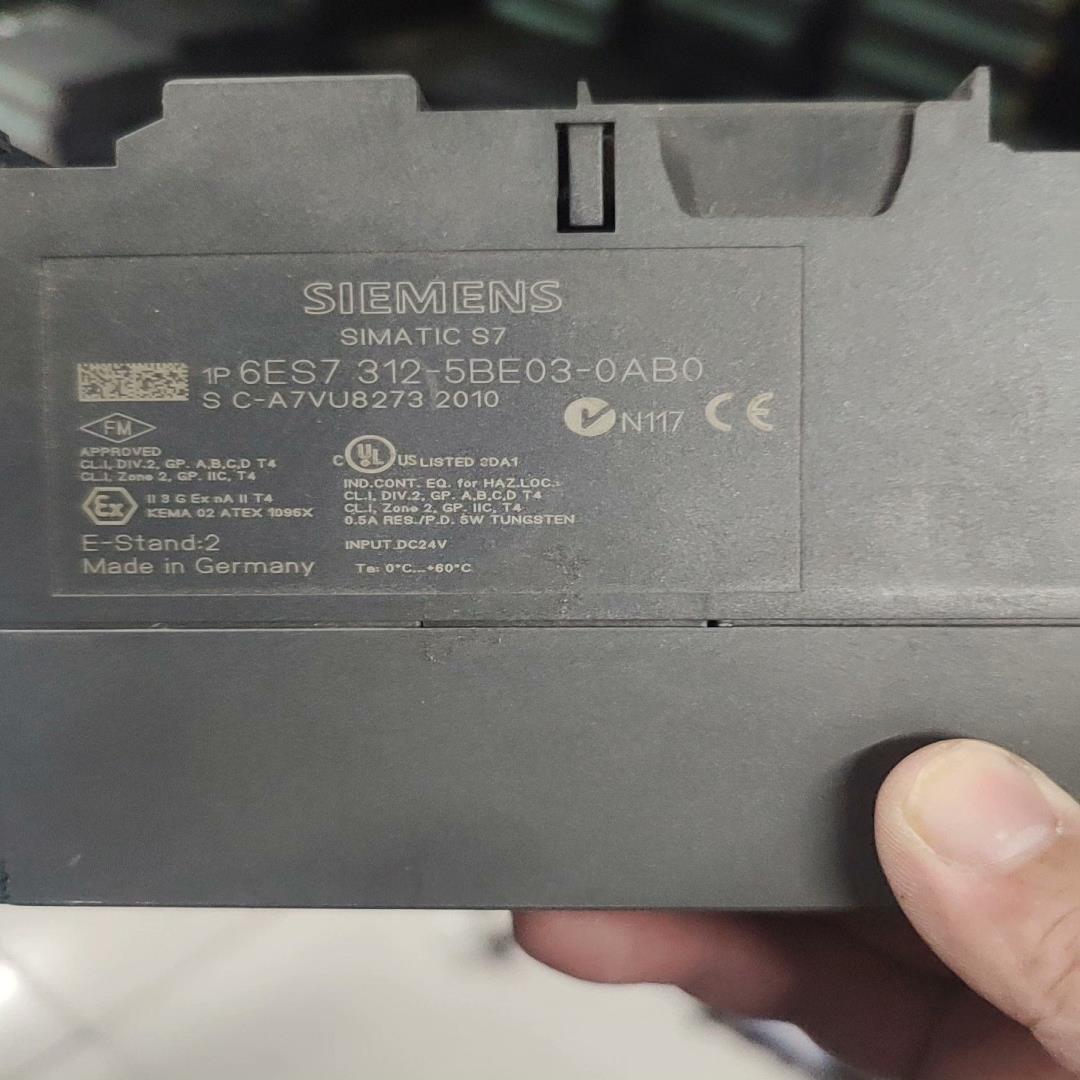 SIEMENS
SIMATIC S7
1P 6ES7 312-5BE03-0AB0
S C-A7VU8273 2010
N117 CE
FM
APPROVED
CL.I, DIV.2, GP. A,B,C,D T4
CL.I, Zone 2, GP. IIC, T4
Ex
II 3 G Ex nA II T4
KEMA 02 ATEX 1096X
E-Stand:2
Made in Germany
C UL US LISTED
IND.CONT. EQ. for HAZ.LOC.:
CL.I, DIV.2, GP. A,B,C,D T4
CL.I, Zone 2, GP. IIC, T4
0.5A RES./P.D. 5W TUNGSTEN
INPUT DC24V
Ta: 0°C...+60°C